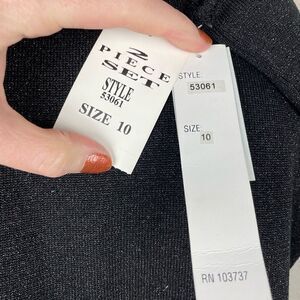 2
PIECE
SET
STYLE
53061
SIZE 10
STYLE:
53061
SIZE:
10
RN 103737